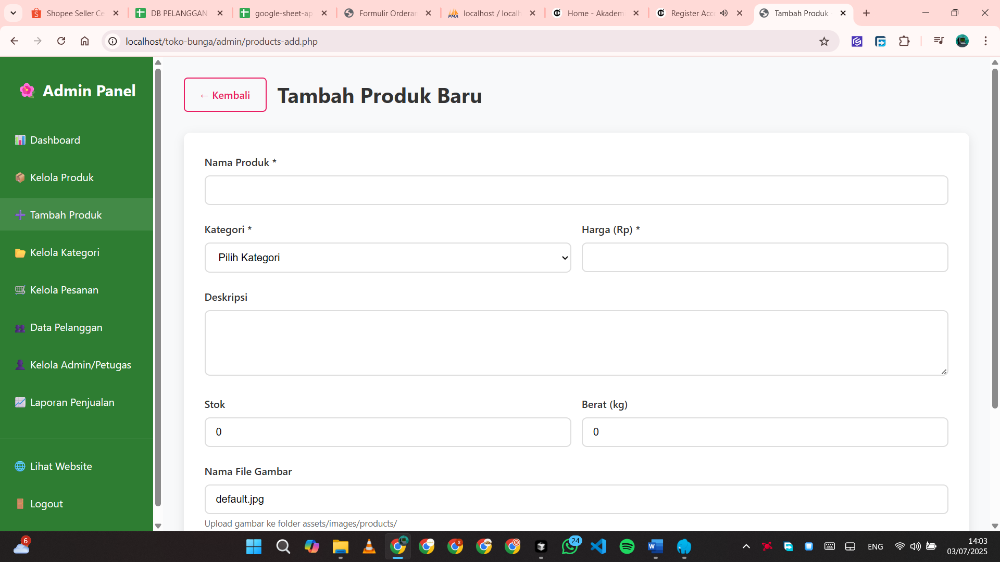 Shopee Seller Ce
DB PELANGGAN
google-sheet-ap
Formulir Orderan
localhost / localh
Home - Akadem
Register Acc
Tambah Produk
localhost/toko-bunga/admin/products-add.php
Admin Panel
Dashboard
Kelola Produk
Tambah Produk
Kelola Kategori
Kelola Pesanan
Data Pelanggan
Kelola Admin/Petugas
Laporan Penjualan
Lihat Website
Logout
← Kembali
Tambah Produk Baru
Nama Produk *
Kategori *
Pilih Kategori
Harga (Rp) *
Deskripsi
Stok
0
Berat (kg)
0
Nama File Gambar
default.jpg
Upload gambar ke folder assets/images/products/
6
24
ENG
14:03
03/07/2025